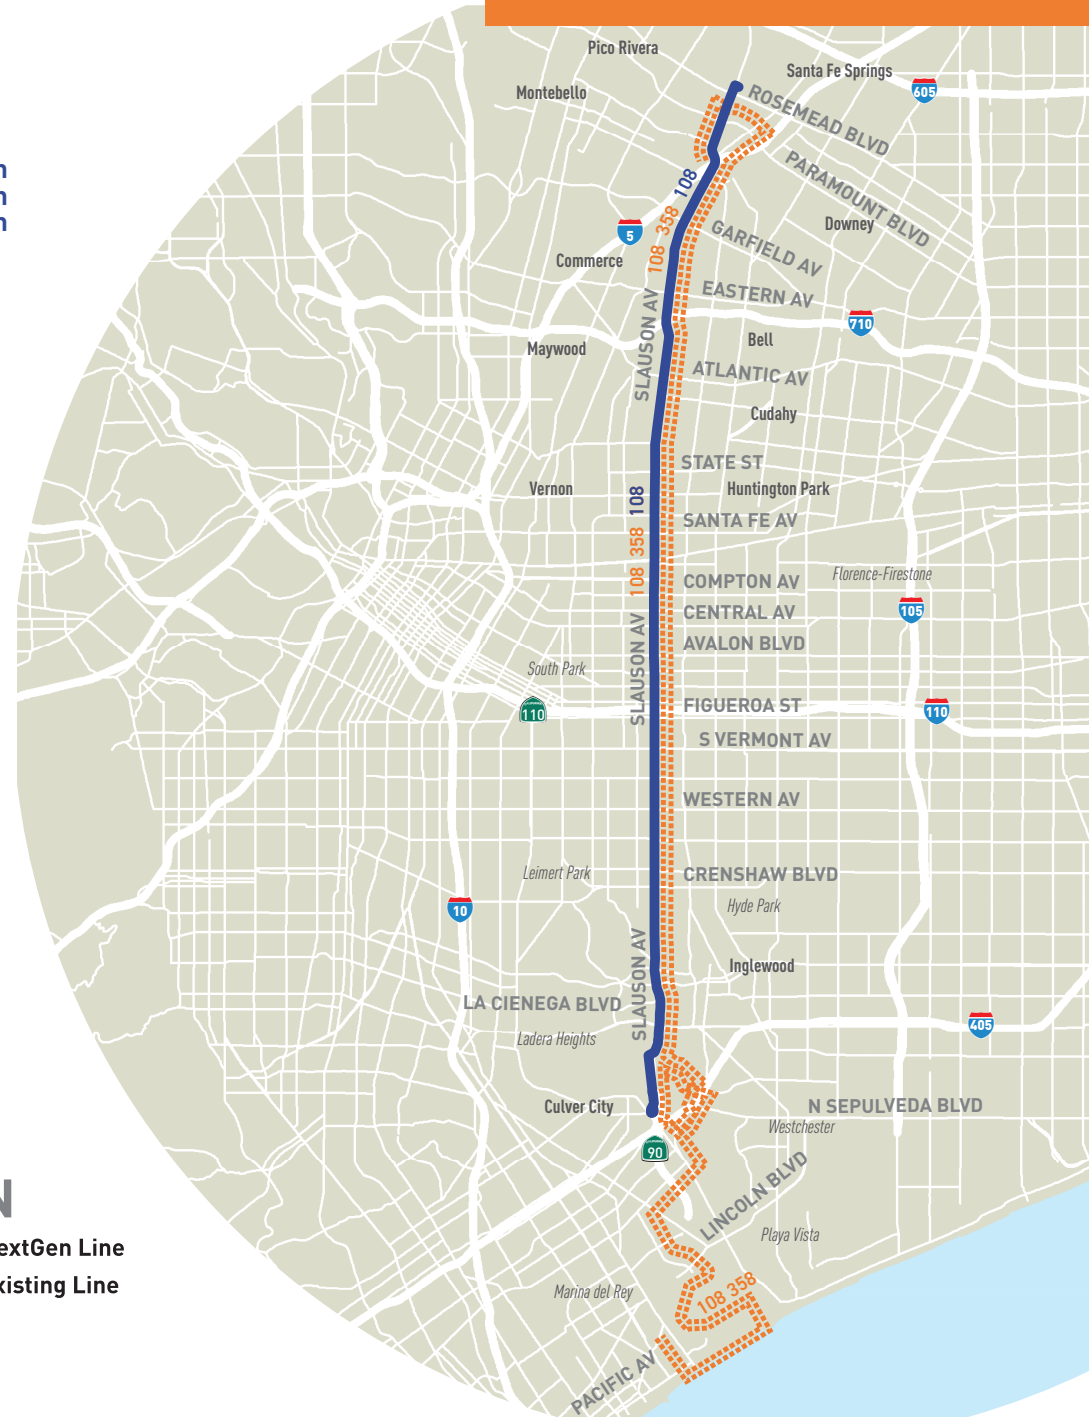 Pico Rivera
Santa Fe Springs
605
Montebello
ROSEMEAD BLVD
PARAMOUNT BLVD
108 358 108
Downey
5
GARFIELD AV
Commerce
EASTERN AV
SLAUSON AV
710
Bell
Maywood
ATLANTIC AV
Cudahy
STATE ST
Vernon
Huntington Park
108 358 108
SANTA FE AV
Florence-Firestone
COMPTON AV
105
CENTRAL AV
AVALON BLVD
SLAUSON AV
South Park
FIGUEROA ST
110
110
S VERMONT AV
WESTERN AV
Leimert Park
CRENSHAW BLVD
Hyde Park
10
SLAUSON AV
Inglewood
LA CIENEGA BLVD
405
Ladera Heights
Culver City
N SEPULVEDA BLVD
Westchester
90
LINCOLN BLVD
Playa Vista
N
extGen Line
xisting Line
Marina del Rey
108 358
PACIFIC AV